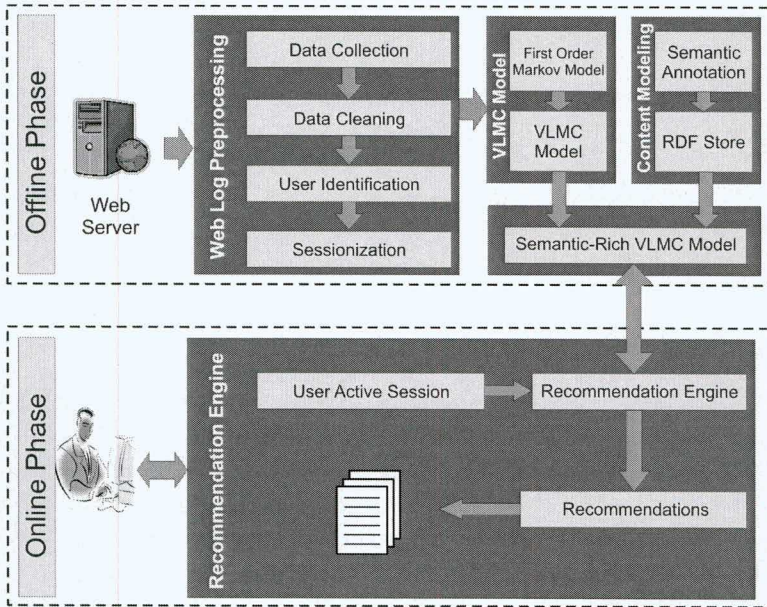 Offline Phase
Web
Server
Web Log Preprocessing
Data Collection
Data Cleaning
User Identification
Sessionization
VLMC Model
First Order
Markov Model
VLMC
Model
Content Modeling
Semantic
Annotation
RDF Store
Semantic-Rich VLMC Model
Online Phase
Recommendation Engine
User Active Session
Recommendation Engine
Recommendations